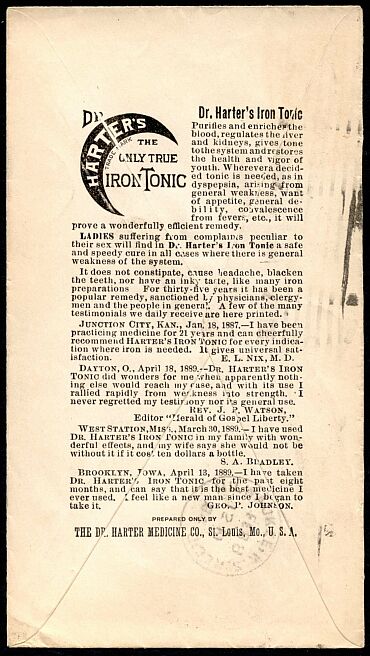 DR.
HARTER'S
TRADE MARK
THE
ONLY TRUE
IRON TONIC
Dr. Harter's Iron Tonic
Purifies and enriches the
blood, regulates the liver
and kidneys, gives tone
to the system and restores
the health and vigor of
youth. Wherever a decid-
ed tonic is needed, as in
dyspepsia, arising from
general weakness, want
of appetite, general de-
bility, convalescence
from fevers, etc., it will
prove a wonderfully efficient remedy.
LADIES suffering from complaints peculiar to
their sex will find in Dr. Harter's Iron Tonic a safe
and speedy cure in all cases where there is general
weakness of the system.
It does not constipate, cause headache, blacken
the teeth, nor have an inky taste, like many iron
preparations For thirty-five years it has been a
popular remedy, sanctioned by physicians, clergy-
men and the people in general. A few of the many
testimonials we daily receive are here printed.
JUNCTION CITY, KAN., Jan. 18, 1887.—I have been
practicing medicine for 21 years and can cheerfully
recommend HARTER'S IRON TONIC for every indica-
tion where iron is needed. It gives universal sat-
isfaction. E. L. NIX, M. D.
DAYTON, O., April 18, 1889.--DR. HARTER'S IRON
TONIC did wonders for me when apparently noth-
ing else would reach my case, and with its use I
rallied rapidly from weakness into strength. I
never regretted my testimony nor its general use.
REV. J. P. WATSON,
Editor "Herald of Gospel Liberty."
WEST STATION, MISS., March 30, 1889.—I have used
DR. HARTER'S IRON TONIC in my family with won-
derful effects, and my wife says she would not be
without it if it cost ten dollars a bottle.
S. A. BRADLEY.
BROOKLYN, IOWA, April 13, 1889.—I have taken
DR. HARTER'S IRON TONIC for the past eight
months, and can say that it is the best medicine I
ever used. I feel like a new man since I began to
take it. GEO. P. JOHNSON.
PREPARED ONLY BY
THE DR. HARTER MEDICINE CO., St. Louis, Mo., U. S. A.